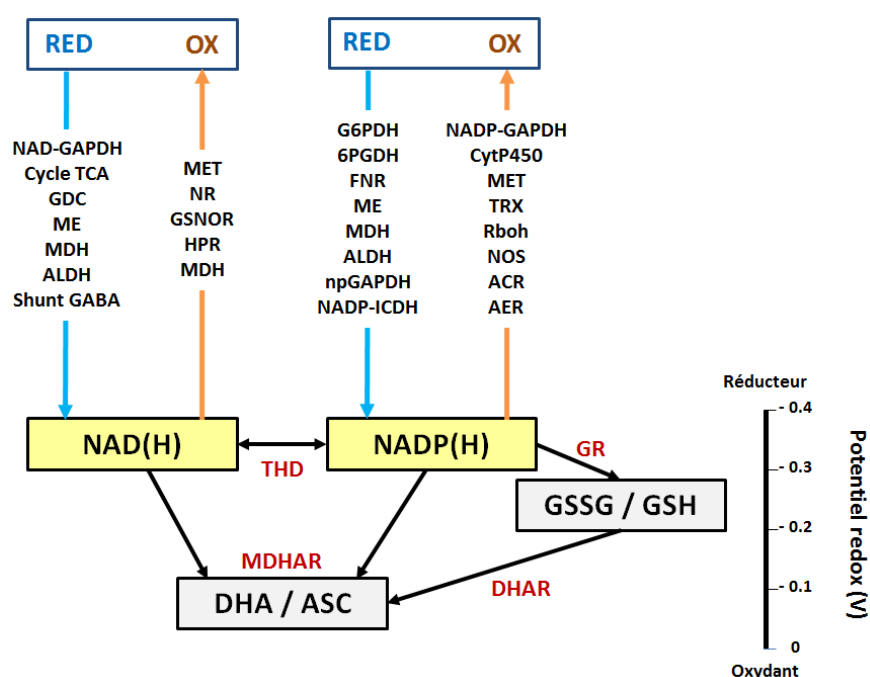 RED OX
RED OX
NAD-GAPDH
Cycle TCA
GDC
ME
MDH
ALDH
Shunt GABA
MET
NR
GSNOR
HPR
MDH
G6PDH
6PGDH
FNR
ME
MDH
ALDH
npGAPDH
NADP-ICDH
NADP-GAPDH
CytP450
MET
TRX
Rboh
NOS
ACR
AER
NAD(H)
THD
NADP(H)
GR
GSSG / GSH
MDHAR
DHAR
DHA / ASC
Réducteur
- 0.4
- 0.3
- 0.2
- 0.1
0
Oxydant
Potentiel redox (V)